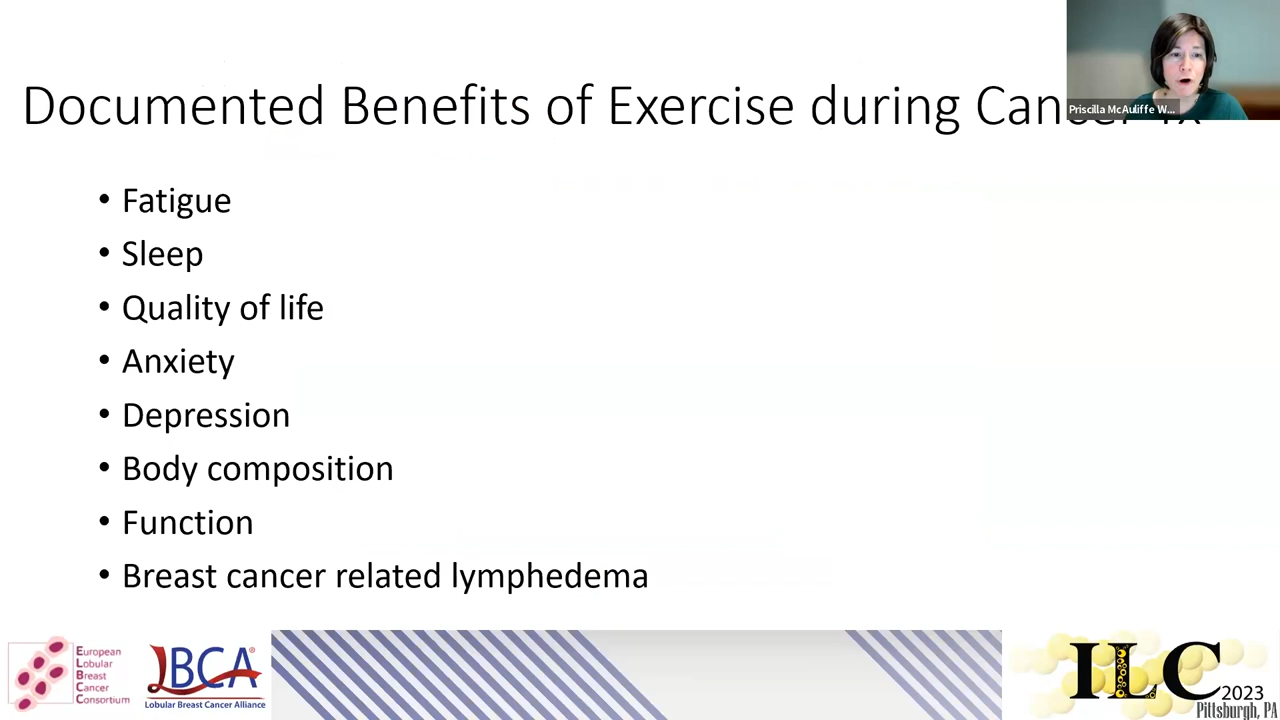 Documented Benefits of Exercise during Cancer Tx
Priscilla McAuliffe W...
• Fatigue
• Sleep
• Quality of life
• Anxiety
• Depression
• Body composition
• Function
• Breast cancer related lymphedema
European
Lobular
Breast
Cancer
Consortium
LBCA®
Lobular Breast Cancer Alliance
ILC
2023
Pittsburgh, PA